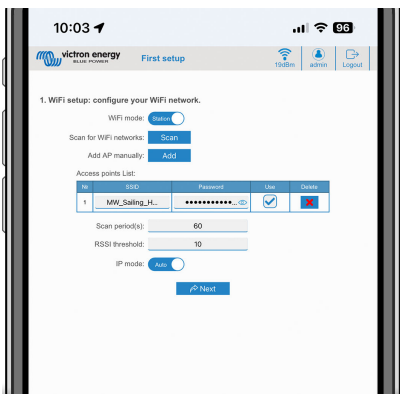 10:03
96
victron energy
BLUE POWER
First setup
19dBm
admin
Logout
1. WiFi setup: configure your WiFi network.
WiFi mode: Station
Scan for WiFi networks: Scan
Add AP manually: Add
Access points List:
Nr SSID Password Use Delete
1 MW_Sailing_H... •••••••••••...
Scan period(s): 60
RSSI threshold: 10
IP mode: Auto
Next